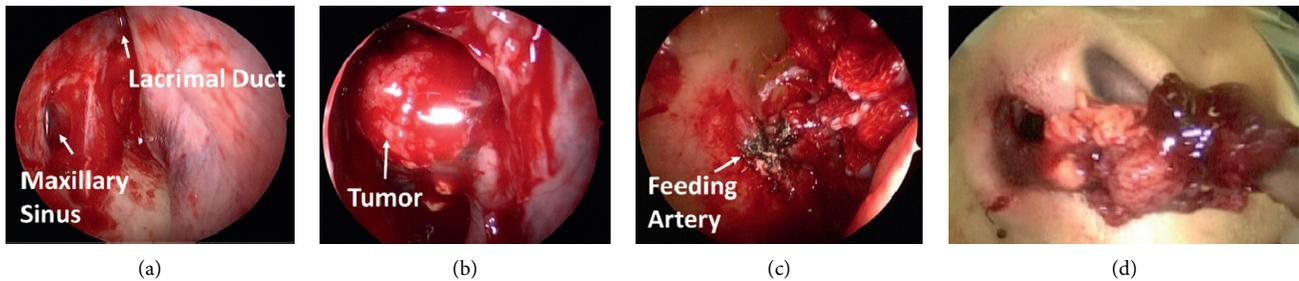 Lacrimal Duct
Maxillary
Sinus
Tumor
Feeding
Artery
(a)
(b)
(c)
(d)